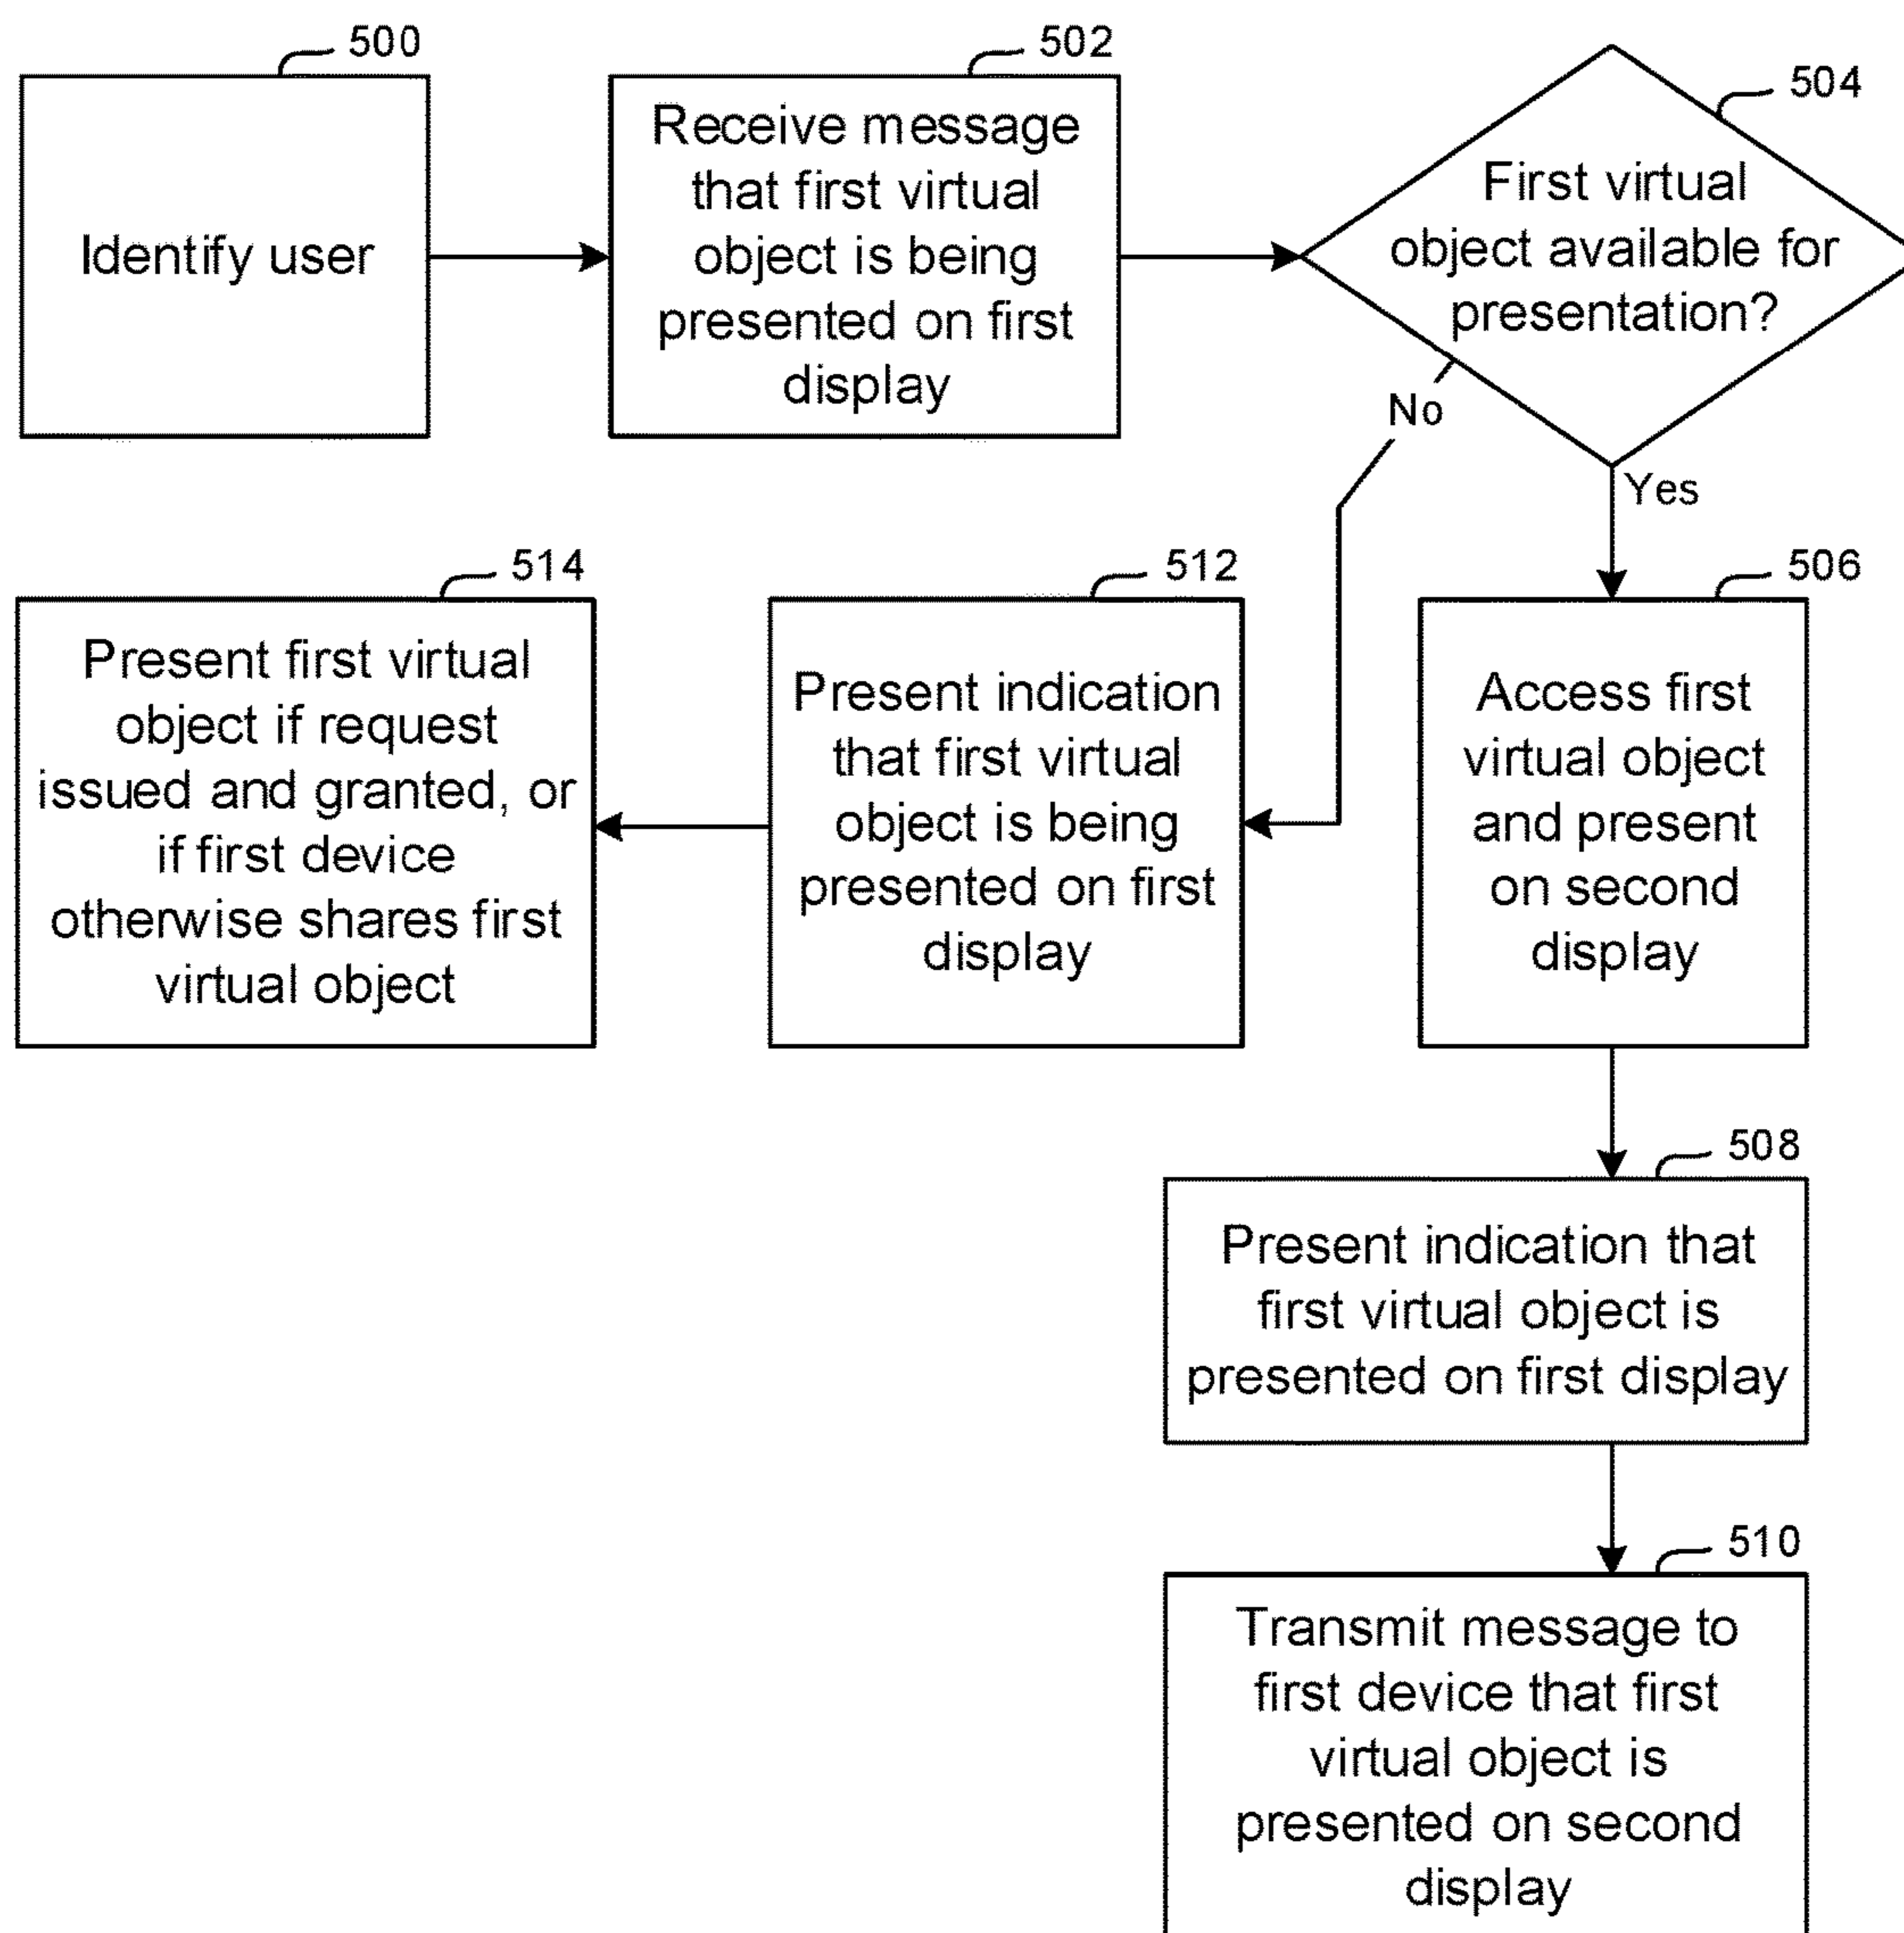 500
Identify user
502
Receive message
that first virtual
object is being
presented on first
display
504
First virtual
object available for
presentation?
No
Yes
514
Present first virtual
object if request
issued and granted, or
if first device
otherwise shares first
virtual object
512
Present indication
that first virtual
object is being
presented on first
display
506
Access first
virtual object
and present
on second
display
508
Present indication that
first virtual object is
presented on first display
510
Transmit message to
first device that first
virtual object is
presented on second
display